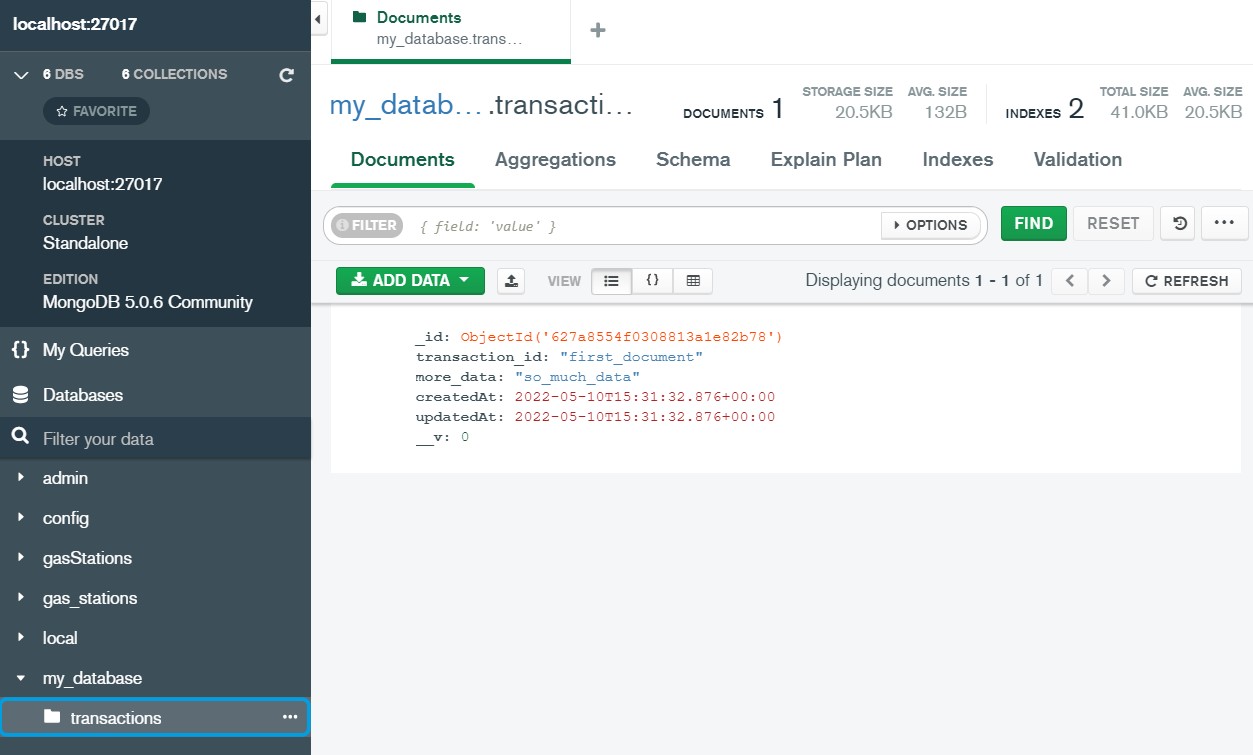 localhost:27017
6 DBS 6 COLLECTIONS
FAVORITE
HOST
localhost:27017
CLUSTER
Standalone
EDITION
MongoDB 5.0.6 Community
{} My Queries
Databases
Filter your data
admin
config
gasStations
gas_stations
local
my_database
transactions
Documents
my_database.trans...
my_datab... .transacti...
DOCUMENTS 1
STORAGE SIZE
20.5KB
AVG. SIZE
132B
INDEXES 2
TOTAL SIZE
41.0KB
AVG. SIZE
20.5KB
Documents Aggregations Schema Explain Plan Indexes Validation
FILTER { field: 'value' } OPTIONS FIND RESET
ADD DATA VIEW {} Displaying documents 1 - 1 of 1 REFRESH
_id: ObjectId('627a8554f0308813a1e82b78')
transaction_id: "first_document"
more_data: "so_much_data"
createdAt: 2022-05-10T15:31:32.876+00:00
updatedAt: 2022-05-10T15:31:32.876+00:00
__v: 0